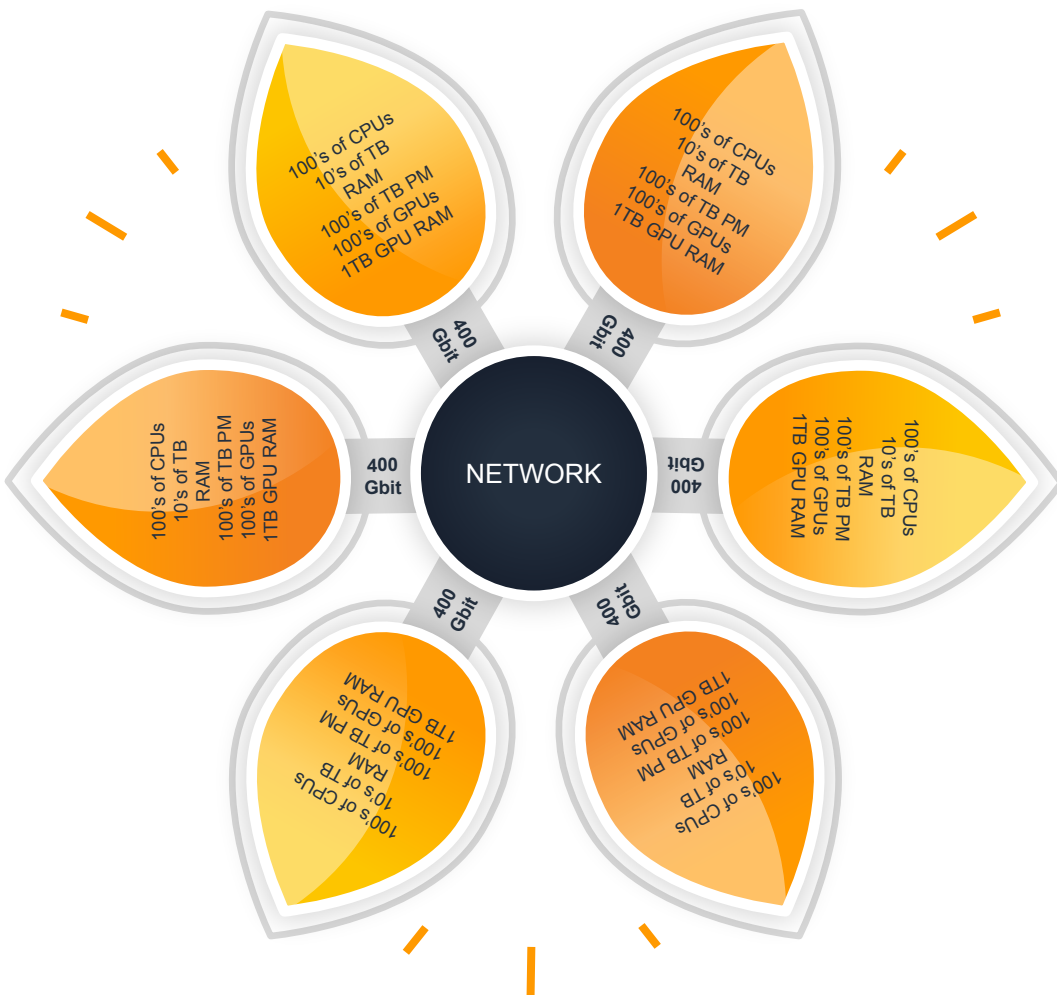 100's of CPUs
10's of TB
RAM
100's of TB PM
100's of GPUs
1TB GPU RAM
400
Gbit
100's of CPUs
10's of TB
RAM
100's of TB PM
100's of GPUs
1TB GPU RAM
400
Gbit
100's of CPUs
10's of TB
RAM
100's of TB PM
100's of GPUs
1TB GPU RAM
400
Gbit
NETWORK
400
Gbit
100's of CPUs
10's of TB
RAM
100's of TB PM
100's of GPUs
1TB GPU RAM
400
Gbit
100's of CPUs
10's of TB
RAM
100's of TB PM
100's of GPUs
1TB GPU RAM
400
Gbit
100's of CPUs
10's of TB
RAM
100's of TB PM
100's of GPUs
1TB GPU RAM